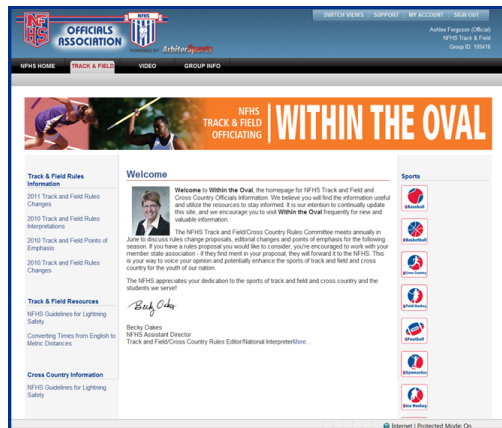 SWITCH VIEWS SUPPORT MY ACCOUNT SIGN OUT
NFHS
OFFICIALS
ASSOCIATION
NFHS
POWERED BY ArbiterSports
Ashlee Ferguson (Official)
NFHS Track & Field
Group ID: 105416
NFHS HOME TRACK & FIELD VIDEO GROUP INFO
NFHS
TRACK & FIELD
OFFICIATING
WITHIN THE OVAL
Track & Field Rules
Information
2011 Track and Field Rules
Changes
2010 Track and Field Rules
Interpretations
2010 Track and Field Points of
Emphasis
2010 Track and Field Rules
Changes
Track & Field Resources
NFHS Guidelines for Lightning
Safety
Converting Times from English to
Metric Distances
Cross Country Information
NFHS Guidelines for Lightning
Safety
Welcome
Welcome to Within the Oval, the homepage for NFHS Track and Field and
Cross Country Officials Information. We believe you will find the information useful
and utilize the resources to stay informed. It is our intention to continually update
this site, and we encourage you to visit Within the Oval frequently for new and
valuable information.
The NFHS Track and Field/Cross Country Rules Committee meets annually in
June to discuss rules change proposals, editorial changes and points of emphasis for the following
season. If you have a rules proposal you would like to consider, you're encouraged to work with your
member state association - if they find merit in your proposal, they will forward it to the NFHS. This
is your way to voice your opinion and potentially enhance the sports of track and field and cross
country for the youth of our nation.
The NFHS appreciates your dedication to the sports of track and field and cross country and the
students we serve!
Becky Oakes
Becky Oakes
NFHS Assistant Director
Track and Field/Cross Country Rules Editor/National InterpreterMore...
Sports
Baseball
Basketball
Cross Country
Field Hockey
Football
Gymnastics
Ice Hockey
Internet | Protected Mode: On